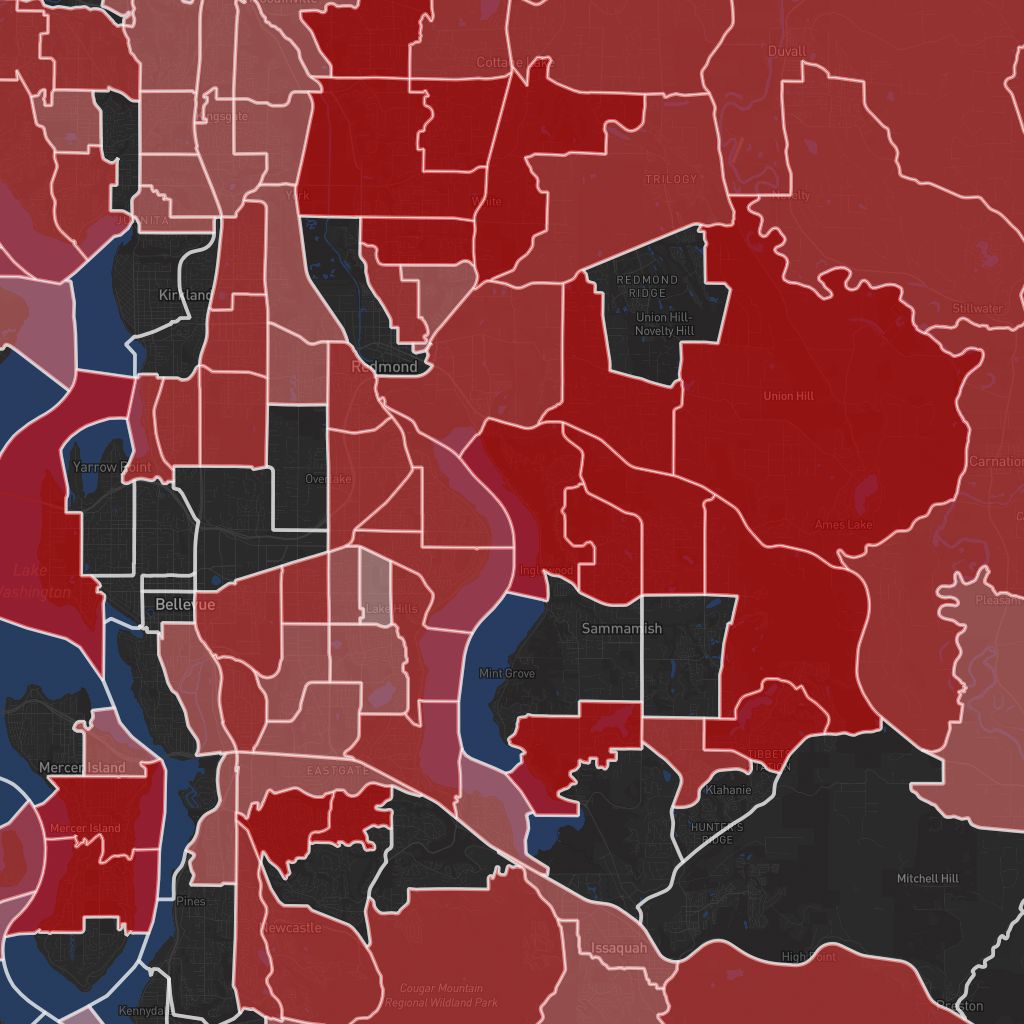 Cottage Lake
Duvall
Kingsgate
TRILOGY
York
White
Novelty
JUANITA
Kirkland
REDMOND
RIDGE
Union Hill-
Novelty Hill
Stillwater
Redmond
Union Hill
Yarrow Point
Overlake
Carnation
Ames Lake
Lake
Washington
Inglewood
Bellevue
Lake Hills
Pleasant
Sammamish
Mint Grove
Mercer Island
EASTGATE
TIBBETS
STATION
Klahanie
Mercer Island
HUNTER'S
RIDGE
Mitchell Hill
Pines
Newcastle
Issaquah
High Point
Cougar Mountain
Regional Wildland Park
Kennydale
Preston